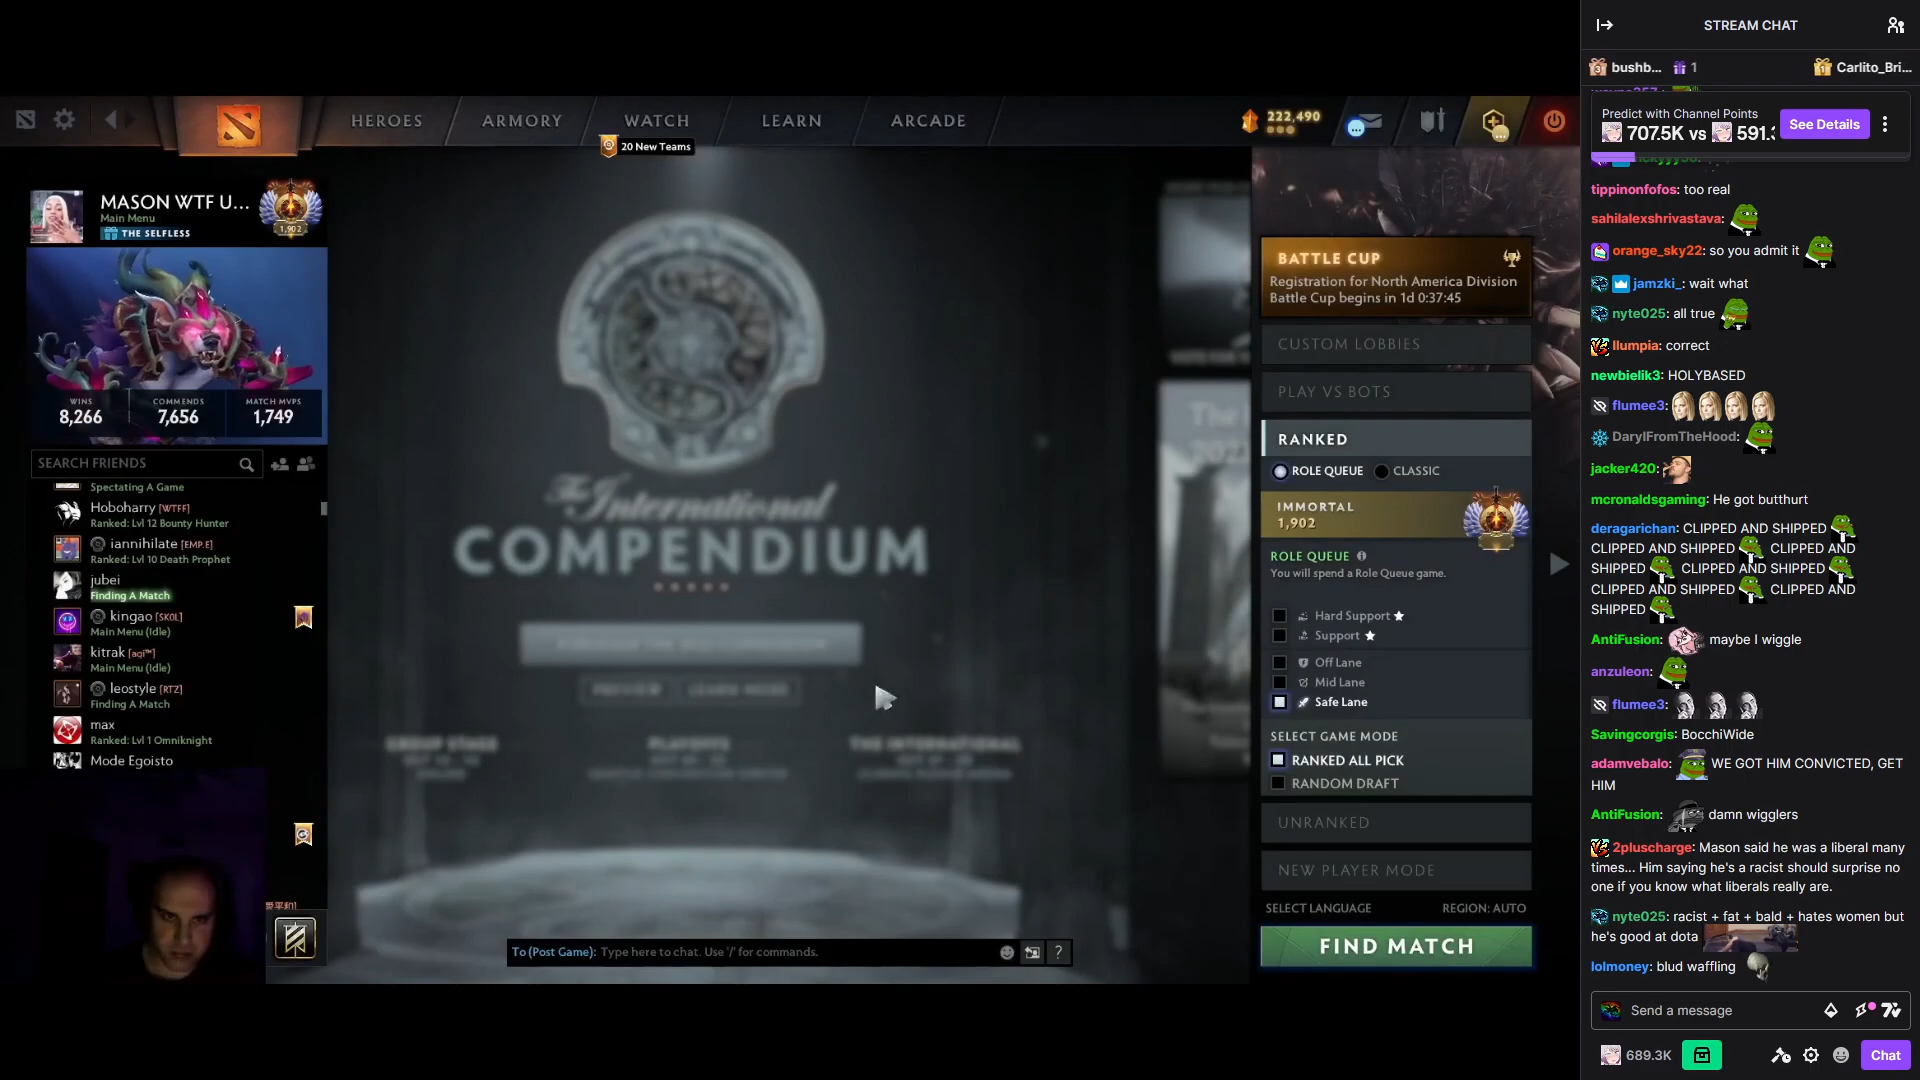 HEROES
ARMORY
WATCH
LEARN
ARCADE
222,490
20 New Teams
MASON WTF U...
Main Menu
THE SELFLESS
1,902
WINS
8,266
COMMENDS
7,656
MATCH MVPS
1,749
SEARCH FRIENDS
Spectating A Game
Hoboharry [WTFF]
Ranked: Lvl 12 Bounty Hunter
iannihilate [EMP.E]
Ranked: Lvl 10 Death Prophet
jubei
Finding A Match
kingao [SKOL]
Main Menu (Idle)
kitrak [agi™]
Main Menu (Idle)
leostyle [RTZ]
Finding A Match
max
Ranked: Lvl 1 Omniknight
Mode Egoisto
愛平和]
The International
COMPENDIUM
PREVIEW
LEARN MORE
GROUP STAGE
PLAYOFFS
THE INTERNATIONAL
To (Post Game): Type here to chat. Use '/' for commands.
?
BATTLE CUP
Registration for North America Division
Battle Cup begins in 1d 0:37:45
CUSTOM LOBBIES
PLAY VS BOTS
RANKED
ROLE QUEUE
CLASSIC
IMMORTAL
1,902
ROLE QUEUE
You will spend a Role Queue game.
Hard Support
Support
Off Lane
Mid Lane
Safe Lane
SELECT GAME MODE
RANKED ALL PICK
RANDOM DRAFT
UNRANKED
NEW PLAYER MODE
SELECT LANGUAGE
REGION: AUTO
FIND MATCH
STREAM CHAT
bushb... 1
Carlito_Bri...
Predict with Channel Points
707.5K vs 591.
See Details
tippinonfofos: too real
sahilalexshrivastava:
orange_sky22: so you admit it
jamzki_: wait what
nyte025: all true
llumpia: correct
newbielik3: HOLYBASED
flumee3:
DarylFromTheHood:
jacker420:
mcronaldsgaming: He got butthurt
deragarichan: CLIPPED AND SHIPPED
CLIPPED AND SHIPPED CLIPPED AND
SHIPPED CLIPPED AND SHIPPED
CLIPPED AND SHIPPED CLIPPED AND
SHIPPED
AntiFusion: maybe I wiggle
anzuleon:
flumee3:
Savingcorgis: BocchiWide
adamvebalo: WE GOT HIM CONVICTED, GET
HIM
AntiFusion: damn wigglers
2pluscharge: Mason said he was a liberal many
times... Him saying he's a racist should surprise no
one if you know what liberals really are.
nyte025: racist + fat + bald + hates women but
he's good at dota
lolmoney: blud waffling
Send a message
689.3K
Chat